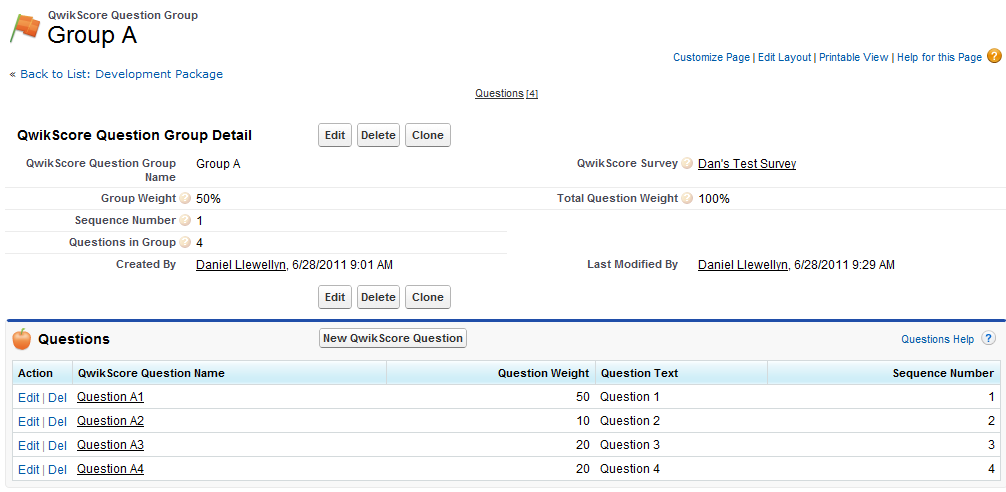 QwikScore Question Group
Group A
Customize Page | Edit Layout | Printable View | Help for this Page ?
« Back to List: Development Package
Questions [4]
QwikScore Question Group Detail Edit Delete Clone
QwikScore Question Group Name Group A QwikScore Survey ? Dan's Test Survey
Group Weight ? 50% Total Question Weight ? 100%
Sequence Number ? 1
Questions in Group ? 4
Created By Daniel Llewellyn, 6/28/2011 9:01 AM Last Modified By Daniel Llewellyn, 6/28/2011 9:29 AM
Edit Delete Clone
Questions New QwikScore Question Questions Help ?
Action QwikScore Question Name Question Weight Question Text Sequence Number
Edit | Del Question A1 50 Question 1 1
Edit | Del Question A2 10 Question 2 2
Edit | Del Question A3 20 Question 3 3
Edit | Del Question A4 20 Question 4 4